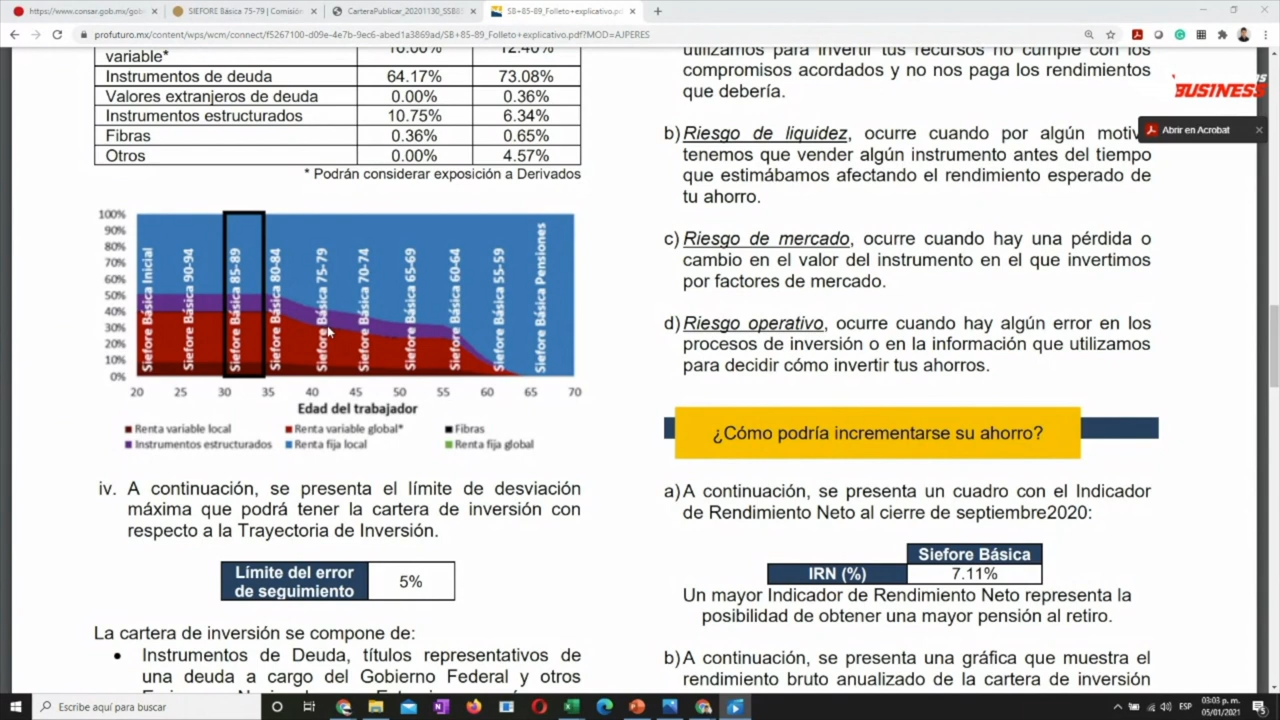 https://www.consar.gob.mx/gob
SIEFORE Básica 75-79 | Comisión
CarteraPublicar_20201130_SSB85
SB+85-89_Folleto+explicativo.pdf
profuturo.mx/content/yps/wcm/connect/f5267100-d09e-4e7b-9ec6-abed1a3869ad/SB+85-89_Folleto+explicativo.pdf?MOD=AJPERES
variable* 10.00% 12.40%
Instrumentos de deuda 64.17% 73.08%
Valores extranjeros de deuda 0.00% 0.36%
Instrumentos estructurados 10.75% 6.34%
Fibras 0.36% 0.65%
Otros 0.00% 4.57%
* Podrán considerar exposición a Derivados
100%
90%
80%
70%
60%
50%
40%
30%
20%
10%
0%
Siefore Básica Inicial
Siefore Básica 90-94
Siefore Básica 85-89
Siefore Básica 80-84
Siefore Básica 75-79
Siefore Básica 70-74
Siefore Básica 65-69
Siefore Básica 60-64
Siefore Básica 55-59
Siefore Básica Pensiones
20 25 30 35 40 45 50 55 60 65 70
Edad del trabajador
Renta variable local Renta variable global* Fibras
Instrumentos estructurados Renta fija local Renta fija global
iv. A continuación, se presenta el límite de desviación
máxima que podrá tener la cartera de inversión con
respecto a la Trayectoria de Inversión.
Límite del error
de seguimiento
5%
La cartera de inversión se compone de:
• Instrumentos de Deuda, títulos representativos de
una deuda a cargo del Gobierno Federal y otros
utilizamos para invertir tus recursos no cumple con los
compromisos acordados y no nos paga los rendimientos
que debería.
b) Riesgo de liquidez, ocurre cuando por algún motiv
tenemos que vender algún instrumento antes del tiempo
que estimábamos afectando el rendimiento esperado de
tu ahorro.
c) Riesgo de mercado, ocurre cuando hay una pérdida o
cambio en el valor del instrumento en el que invertimos
por factores de mercado.
d) Riesgo operativo, ocurre cuando hay algún error en los
procesos de inversión o en la información que utilizamos
para decidir cómo invertir tus ahorros.
¿Cómo podría incrementarse su ahorro?
a) A continuación, se presenta un cuadro con el Indicador
de Rendimiento Neto al cierre de septiembre2020:
Siefore Básica
IRN (%) 7.11%
Un mayor Indicador de Rendimiento Neto representa la
posibilidad de obtener una mayor pensión al retiro.
b) A continuación, se presenta una gráfica que muestra el
rendimiento bruto anualizado de la cartera de inversión
BUSINESS
Abrir en Acrobat
Escribe aquí para buscar
ESP
03:03 p. m.
05/01/2021